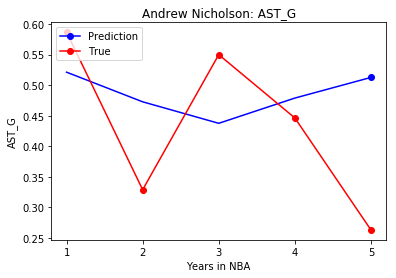 Andrew Nicholson: AST_G
Prediction
True
0.60
0.55
0.50
0.45
0.40
0.35
0.30
0.25
AST_G
1 2 3 4 5
Years in NBA